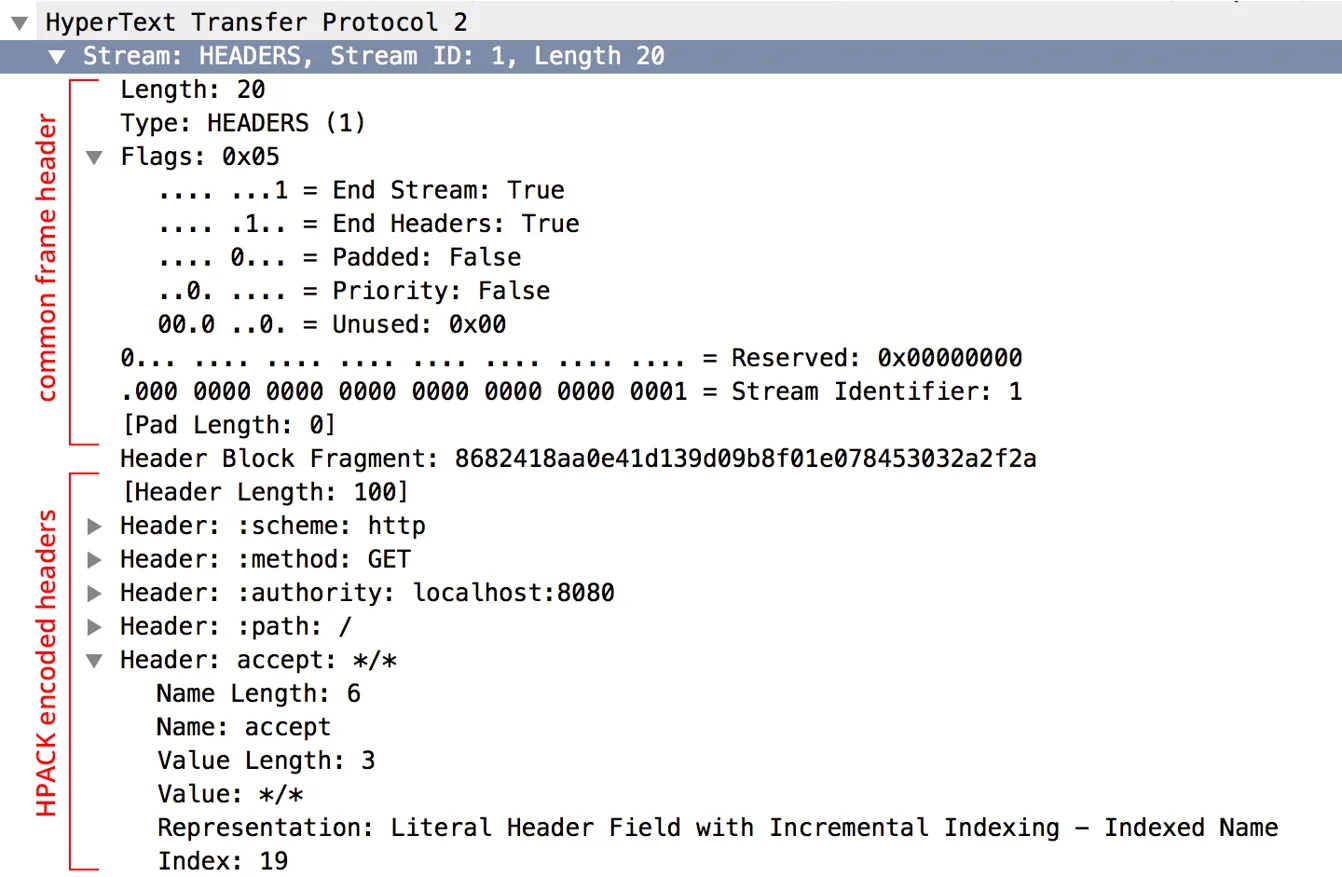 HyperText Transfer Protocol 2
Stream: HEADERS, Stream ID: 1, Length 20
Length: 20
Type: HEADERS (1)
Flags: 0x05
.... ...1 = End Stream: True
.... .1.. = End Headers: True
.... 0... = Padded: False
..0. .... = Priority: False
00.0 ..0. = Unused: 0x00
0... .... .... .... .... .... .... .... = Reserved: 0x00000000
.000 0000 0000 0000 0000 0000 0000 0001 = Stream Identifier: 1
[Pad Length: 0]
common frame header
Header Block Fragment: 8682418aa0e41d139d09b8f01e078453032a2f2a
[Header Length: 100]
Header: :scheme: http
Header: :method: GET
Header: :authority: localhost:8080
Header: :path: /
Header: accept: */*
Name Length: 6
Name: accept
Value Length: 3
Value: */*
Representation: Literal Header Field with Incremental Indexing – Indexed Name
Index: 19
HPACK encoded headers